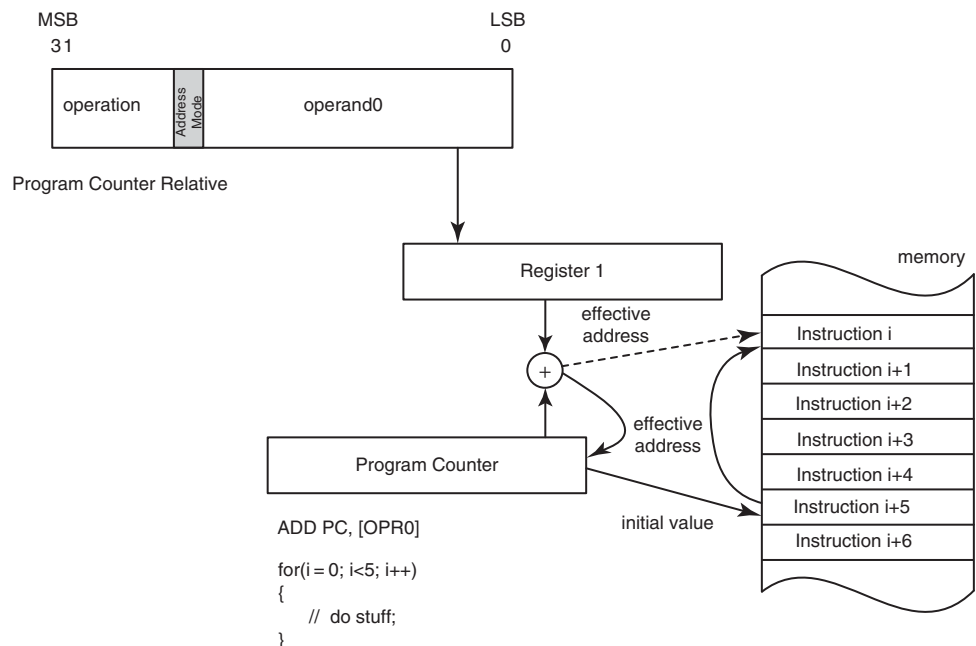 MSB
LSB
31
0
operation
Address
Mode
operand0
Program Counter Relative
Register 1
memory
effective
address
Instruction i
+
Instruction i+1
Instruction i+2
effective
address
Instruction i+3
Program Counter
Instruction i+4
Instruction i+5
initial value
Instruction i+6
ADD PC, [OPR0]
for(i = 0; i<5; i++)
{
// do stuff;
}